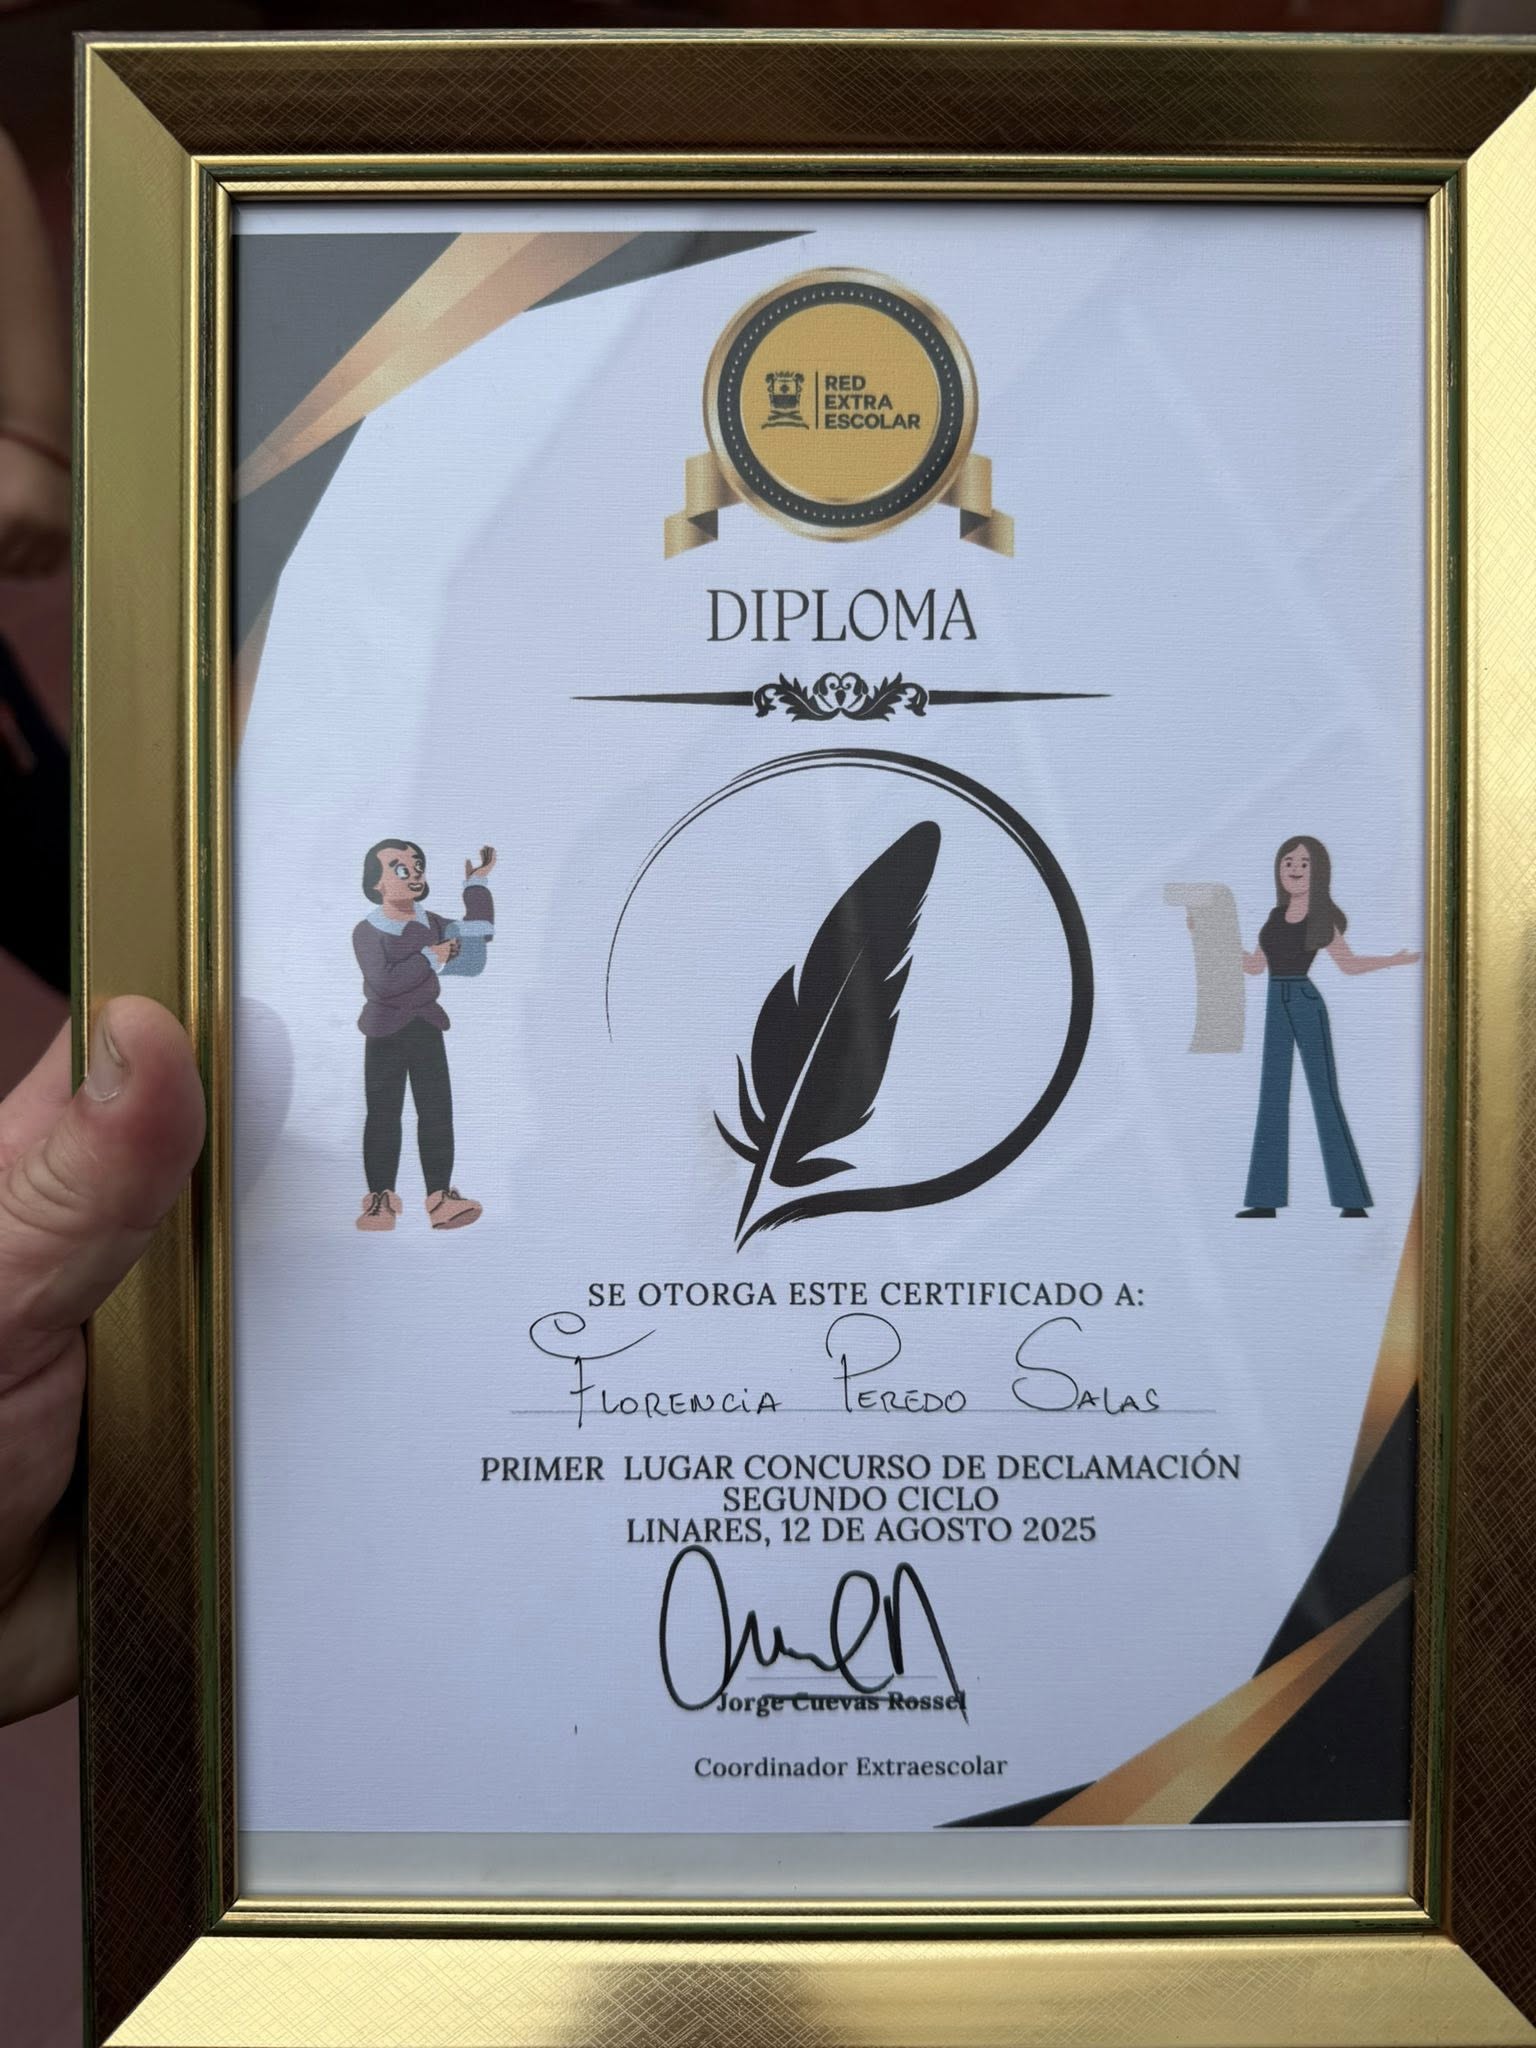 RED
EXTRA
ESCOLAR
DIPLOMA
SE OTORGA ESTE CERTIFICADO A:
FLORENCiA PEREDO SALAS
PRIMER LUGAR CONCURSO DE DECLAMACIÓN
SEGUNDO CICLO
LINARES, 12 DE AGOSTO 2025
Jorge Cuevas Rossel
Coordinador Extraescolar